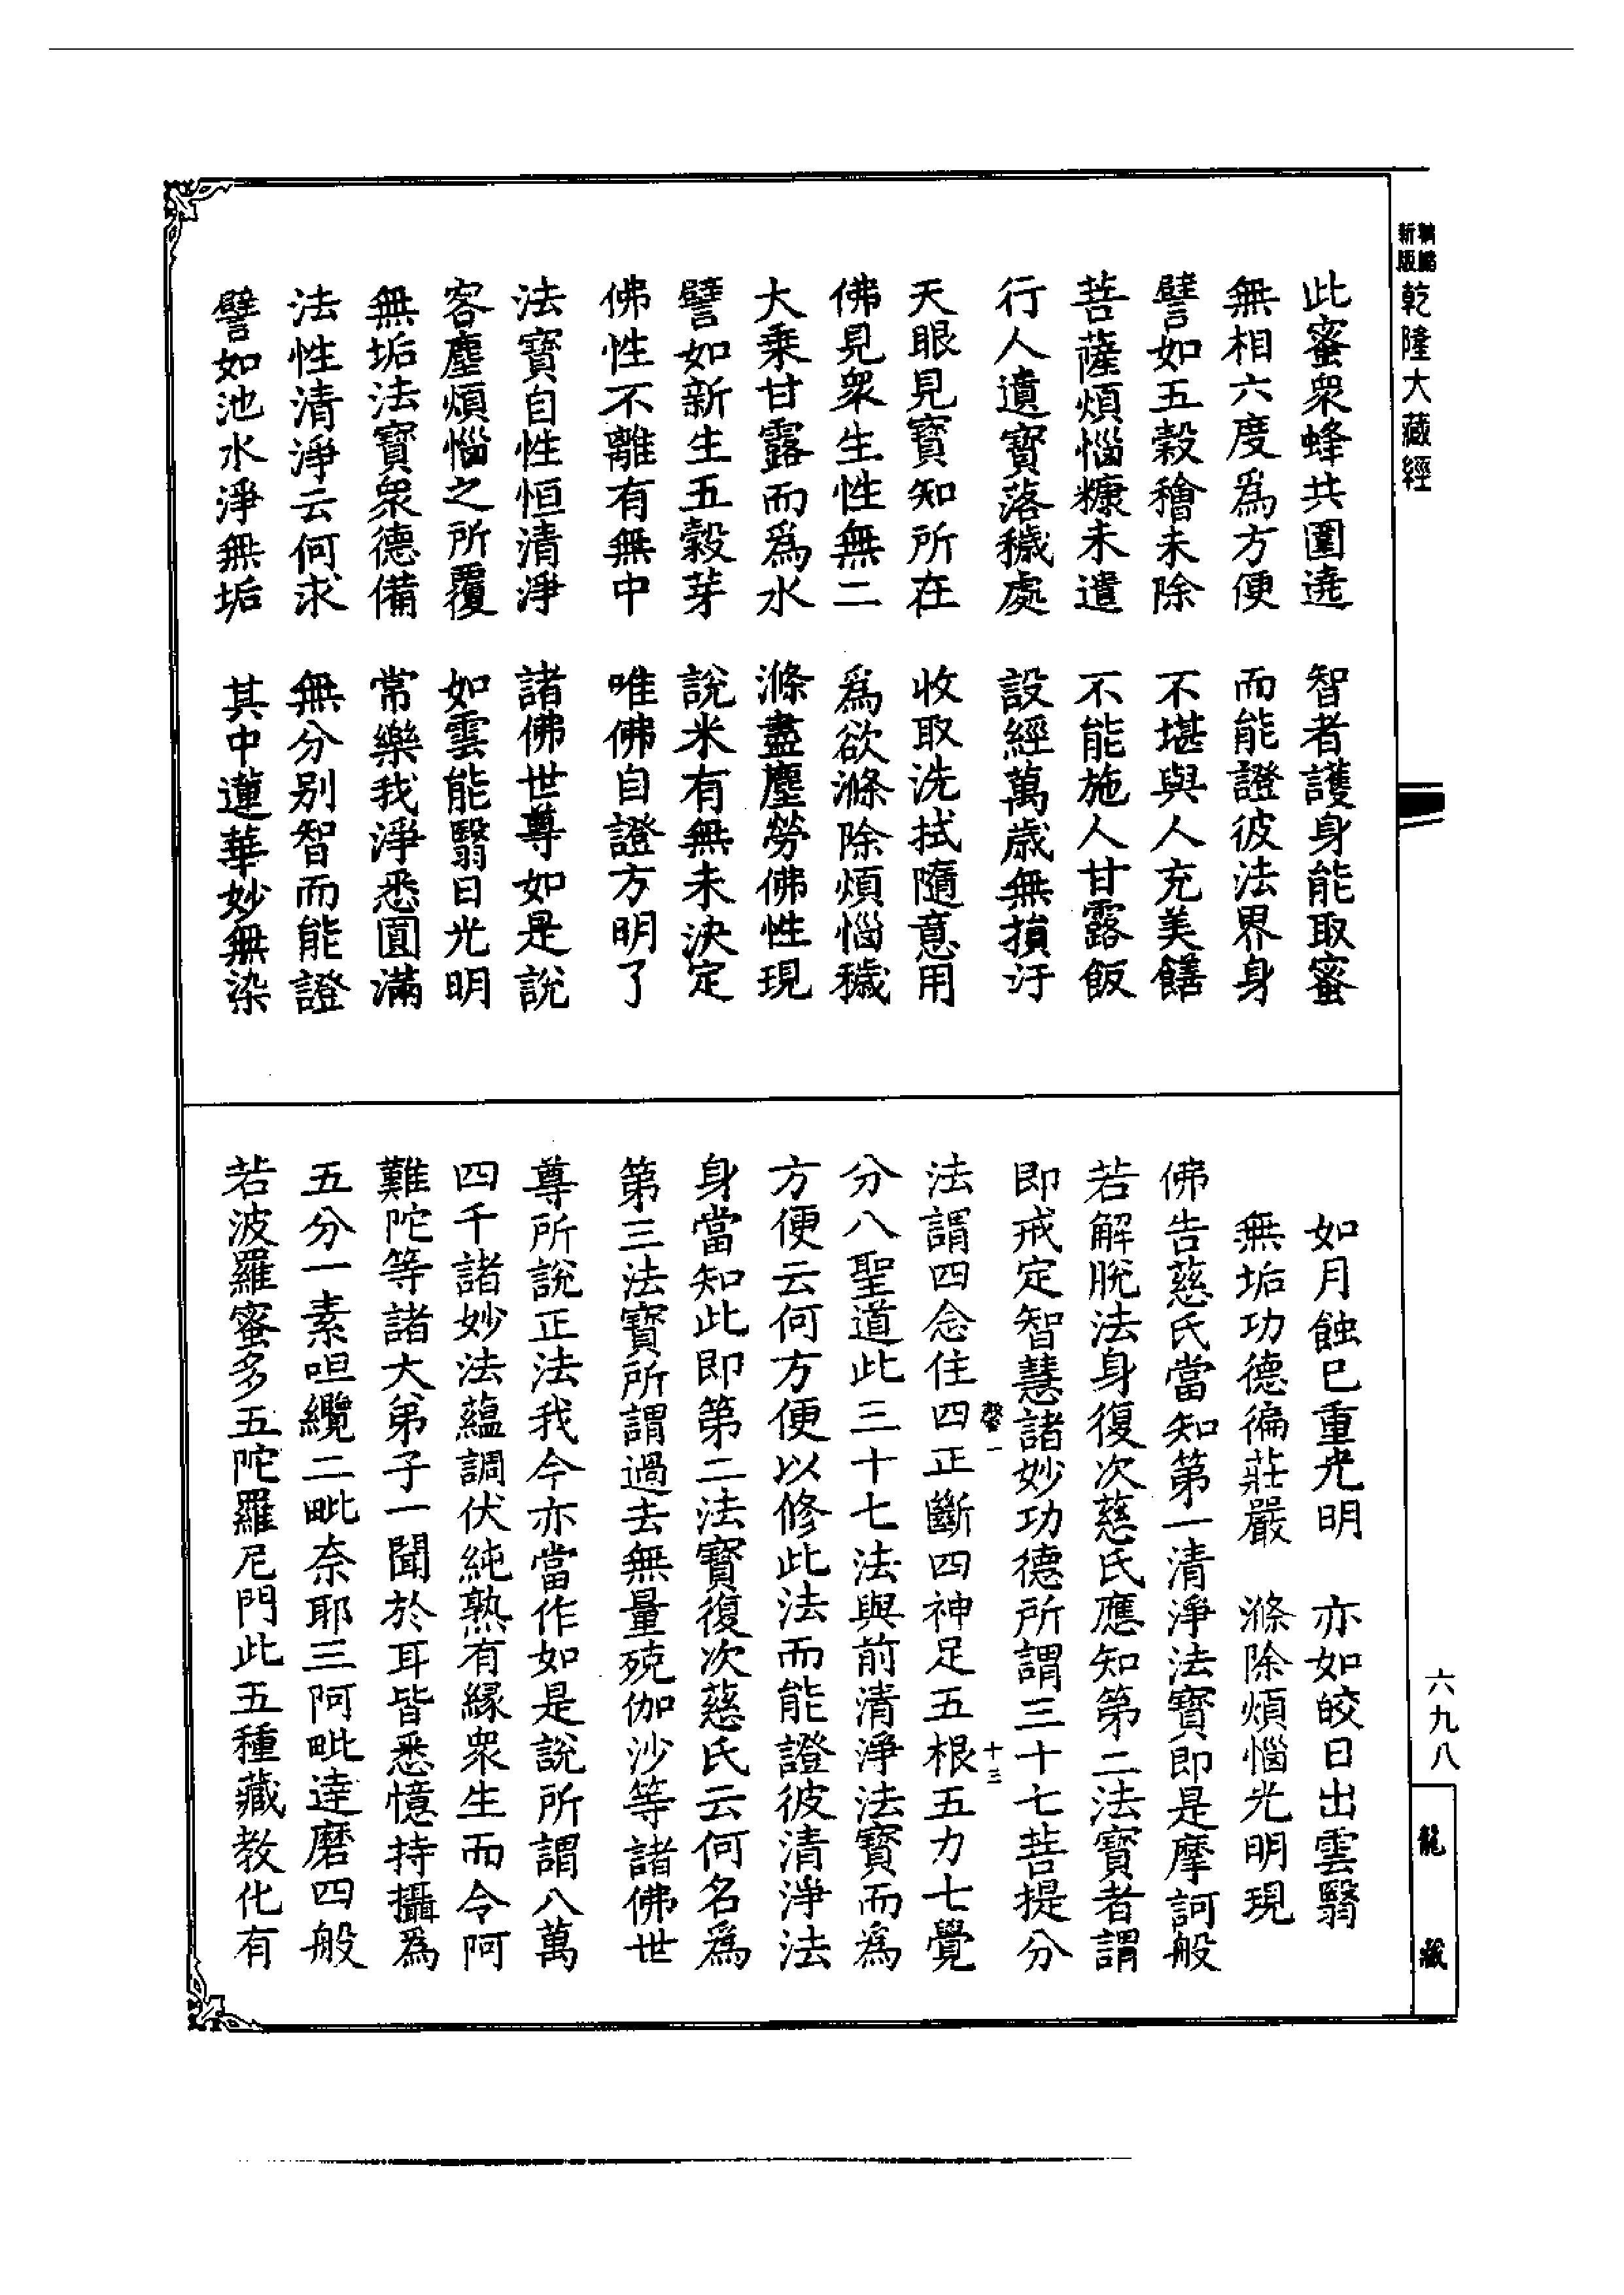 新版精縮乾隆大藏經
此蜜衆蜂共圍遶　智者護身能取蜜
無相六度爲方便　而能證彼法界身
譬如五穀穭未除　不堪與人充美饍
菩薩煩惱糠未遣　不能施人甘露飯
行人遺寶落穢處　設經萬歲無損汙
天眼見寶知所在　收取洗拭隨意用
佛見衆生性無二　爲欲滌除煩惱穢
大乗甘露而爲水　滌盡塵勞佛性現
譬如新生五穀芽　說米有無未決定
佛性不離有無中　唯佛自證方明了
法寶自性恒清淨　諸佛世尊如是說
客塵煩惱之所覆　如雲能翳日光明
無垢法寶衆德備　常樂我淨悉圓滿
法性清淨云何求　無分别智而能證
譬如池水淨無垢　其中蓮華妙無染
如月蝕已重光明　亦如皎日出雲翳
無垢功德徧莊嚴　滌除煩惱光明現
佛告慈氏當知第一清淨法寶即是摩訶般
若解脫法身復次慈氏應知第二法寶者謂
即戒定智慧諸妙功德所謂三十七菩提分
十三
法謂四念住四正斷四神足五根五力七覺
分八聖道此三十七法與前清淨法寶而爲
方便云何方便以修此法而能證彼清淨法
身當知此即第二法寶復次慈氏云何名爲
第三法寶所謂過去無量殑伽沙等諸佛世
尊所說正法我今亦當作如是說所謂八萬
四千諸妙法蘊調伏純熟有緣衆生而令阿
難陀等諸大弟子一聞於耳皆悉憶持攝爲
五分一素呾纜二毗奈耶三阿毗達磨四般
若波羅蜜多五陀羅尼門此五種藏教化有
六九八
龍藏